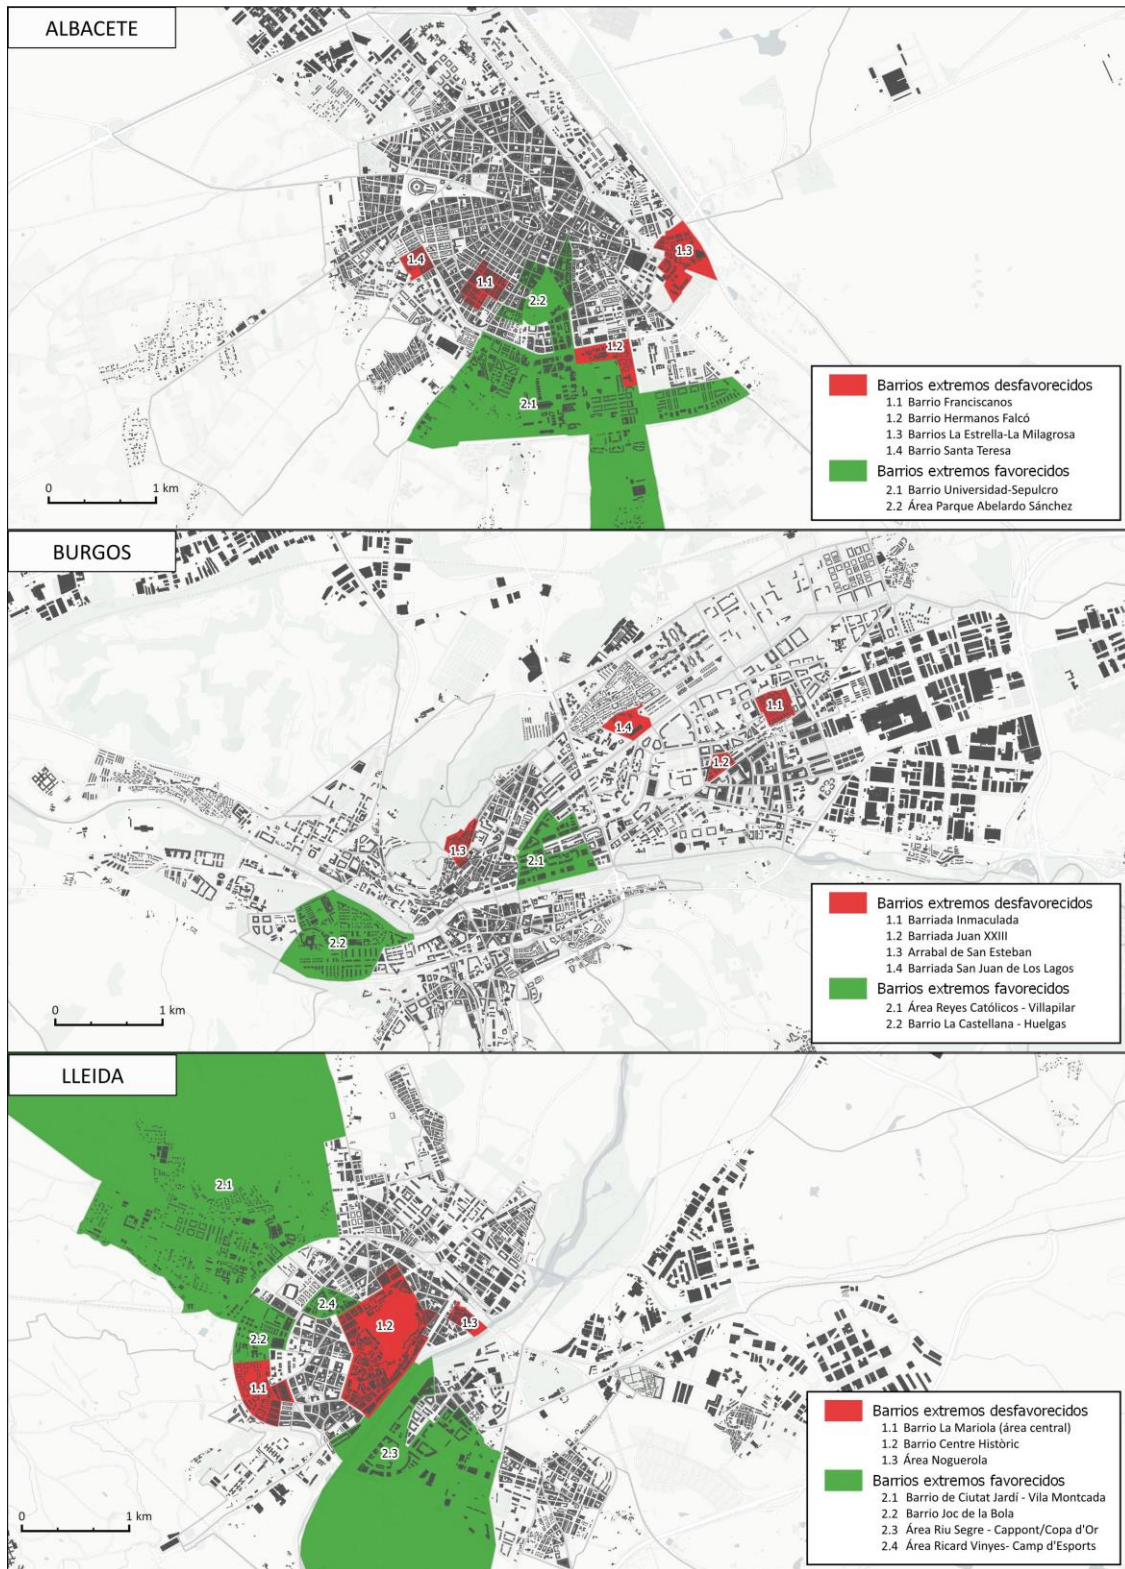 ALBACETE
1.3
1.4
1.1
2.2
1.2
2.1
Barrios extremos desfavorecidos
1.1 Barrio Franciscanos
1.2 Barrio Hermanos Falcó
1.3 Barrios La Estrella-La Milagrosa
1.4 Barrio Santa Teresa
Barrios extremos favorecidos
2.1 Barrio Universidad-Sepulcro
2.2 Área Parque Abelardo Sánchez
0 1 km
BURGOS
1.1
1.4
1.2
1.3
2.1
2.2
Barrios extremos desfavorecidos
1.1 Barriada Inmaculada
1.2 Barriada Juan XXIII
1.3 Arrabal de San Esteban
1.4 Barriada San Juan de Los Lagos
Barrios extremos favorecidos
2.1 Área Reyes Católicos - Villapilar
2.2 Barrio La Castellana - Huelgas
0 1 km
LLEIDA
2.1
2.4
1.2
1.3
2.2
1.1
2.3
Barrios extremos desfavorecidos
1.1 Barrio La Mariola (área central)
1.2 Barrio Centre Històric
1.3 Área Noguerola
Barrios extremos favorecidos
2.1 Barrio de Ciutat Jardí - Vila Montcada
2.2 Barrio Joc de la Bola
2.3 Área Riu Segre - Cappont/Copa d'Or
2.4 Área Ricard Vinyes- Camp d'Esports
0 1 km